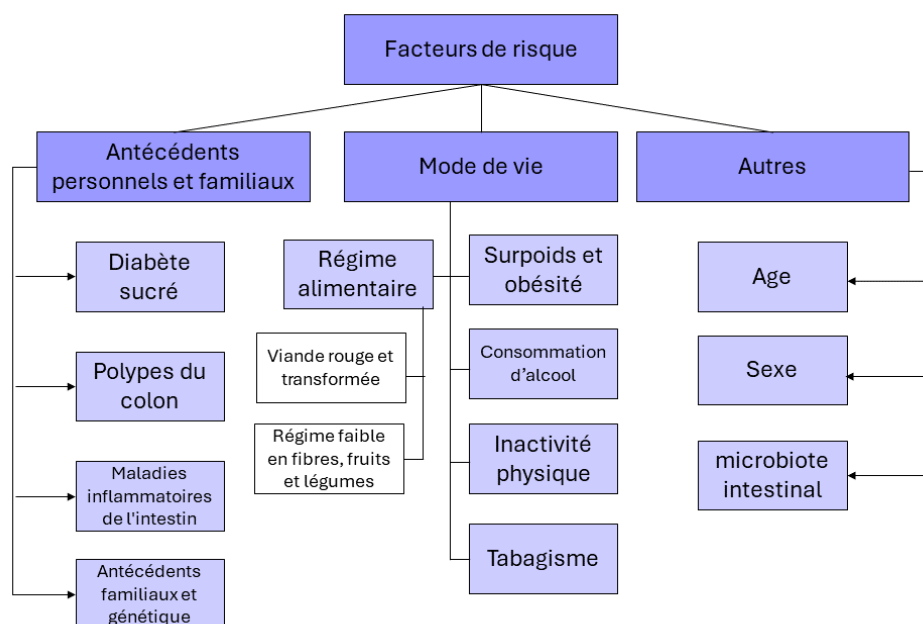 Facteurs de risque
Antécédents
personnels et familiaux
Mode de vie
Autres
Diabète
sucré
Polypes du
colon
Maladies
inflammatoires
de l'intestin
Antécédents
familiaux et
génétique
Régime
alimentaire
Viande rouge et
transformée
Régime faible
en fibres, fruits
et légumes
Surpoids et
obésité
Consommation
d'alcool
Inactivité
physique
Tabagisme
Age
Sexe
microbiote
intestinal